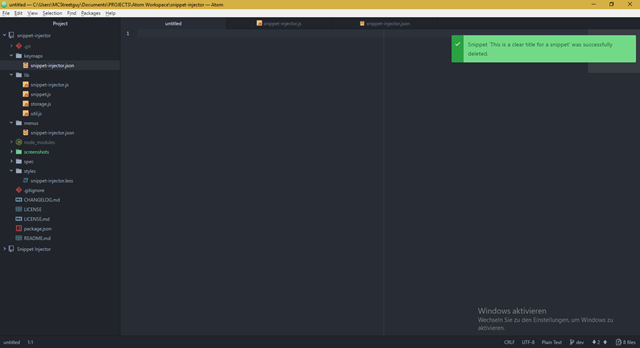 untitled — C:\Users\MCStreetguy\Documents\PROJECTS\Atom Workspace\snippet-injector — Atom
File Edit View Selection Find Packages Help
Project
snippet-injector
.git
keymaps
snippet-injector.json
lib
snippet-injector.js
snippet.js
storage.js
util.js
menus
snippet-injector.json
node_modules
screenshots
spec
styles
snippet-injector.less
.gitignore
CHANGELOG.md
LICENSE
LICENSE.md
package.json
README.md
Snippet Injector
untitled
snippet-injector.js
snippet-injector.json
1
Snippet 'This is a clear title for a snippet' was successfully
deleted.
Windows aktivieren
Wechseln Sie zu den Einstellungen, um Windows zu
aktivieren.
untitled 1:1
CRLF UTF-8 Plain Text dev 2 8 files